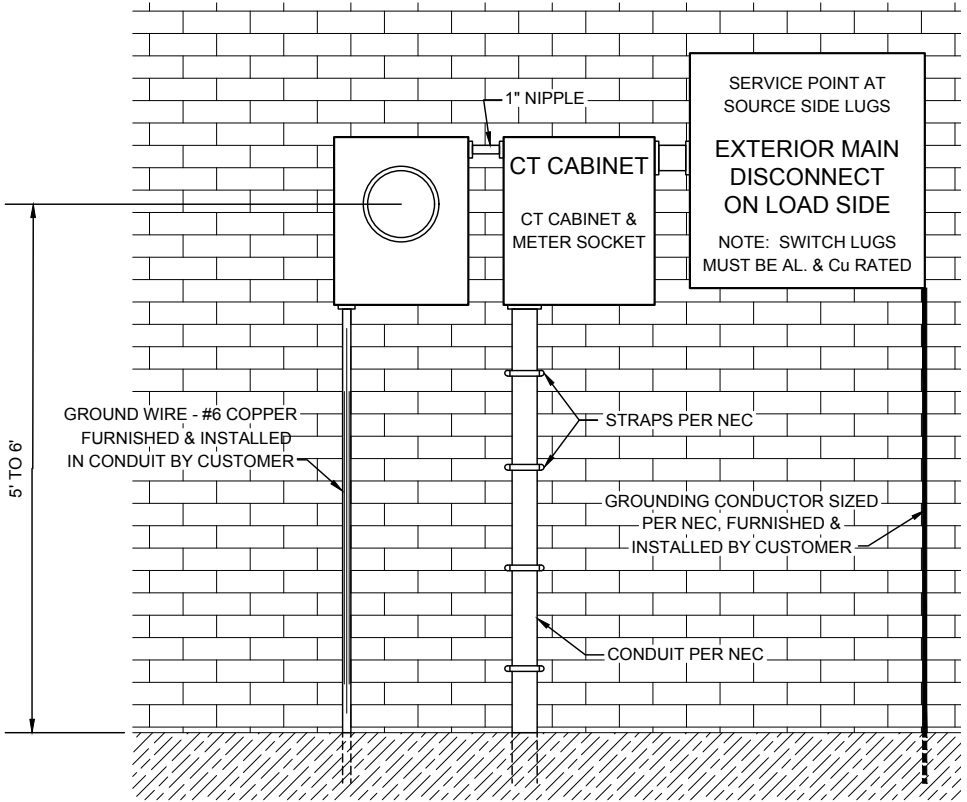 1" NIPPLE
SERVICE POINT AT
SOURCE SIDE LUGS
EXTERIOR MAIN
DISCONNECT
ON LOAD SIDE
NOTE: SWITCH LUGS
MUST BE AL. & Cu RATED
CT CABINET
CT CABINET &
METER SOCKET
GROUND WIRE - #6 COPPER
FURNISHED & INSTALLED
IN CONDUIT BY CUSTOMER
5' TO 6'
STRAPS PER NEC
GROUNDING CONDUCTOR SIZED
PER NEC, FURNISHED &
INSTALLED BY CUSTOMER
CONDUIT PER NEC